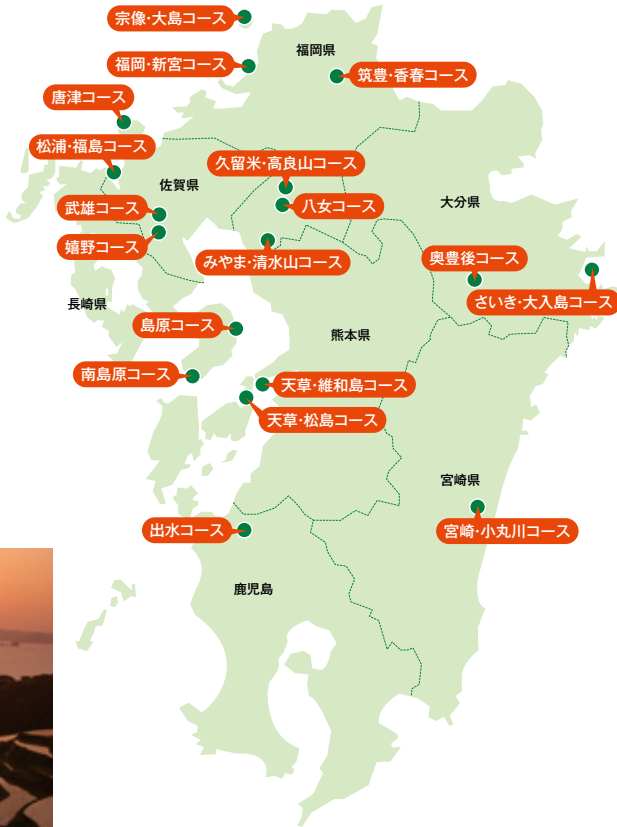 宗像・大島コース
福岡県
福岡・新宮コース
筑豊・香春コース
唐津コース
松浦・福島コース
久留米・高良山コース
佐賀県
武雄コース
八女コース
大分県
嬉野コース
みやま・清水山コース
奥豊後コース
さいき・大入島コース
長崎県
島原コース
熊本県
南島原コース
天草・維和島コース
天草・松島コース
宮崎県
出水コース
宮崎・小丸川コース
鹿児島